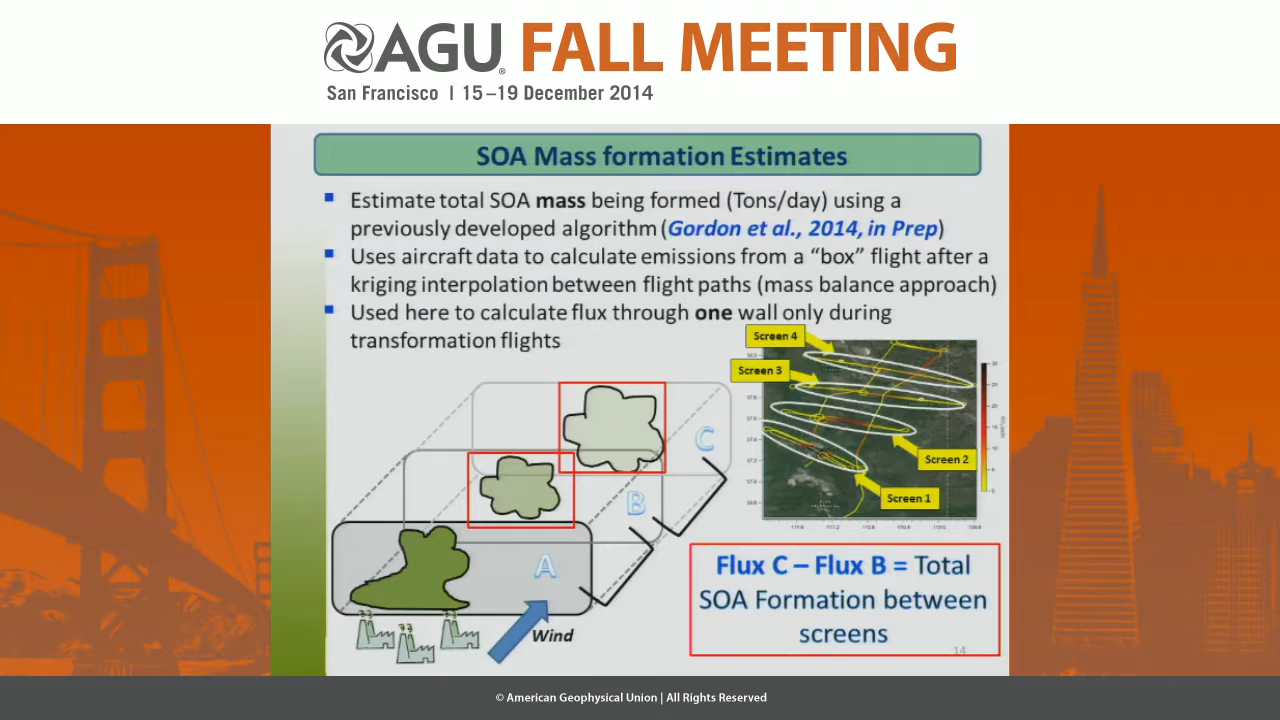 AGU FALL MEETING
San Francisco | 15–19 December 2014
SOA Mass formation Estimates
Estimate total SOA mass being formed (Tons/day) using a
previously developed algorithm (Gordon et al., 2014, in Prep)
Uses aircraft data to calculate emissions from a “box” flight after a
kriging interpolation between flight paths (mass balance approach)
Used here to calculate flux through one wall only during
transformation flights
Screen 4
Screen 3
Screen 2
Screen 1
C
B
A
Wind
Flux C – Flux B = Total
SOA Formation between
screens
14
© American Geophysical Union | All Rights Reserved